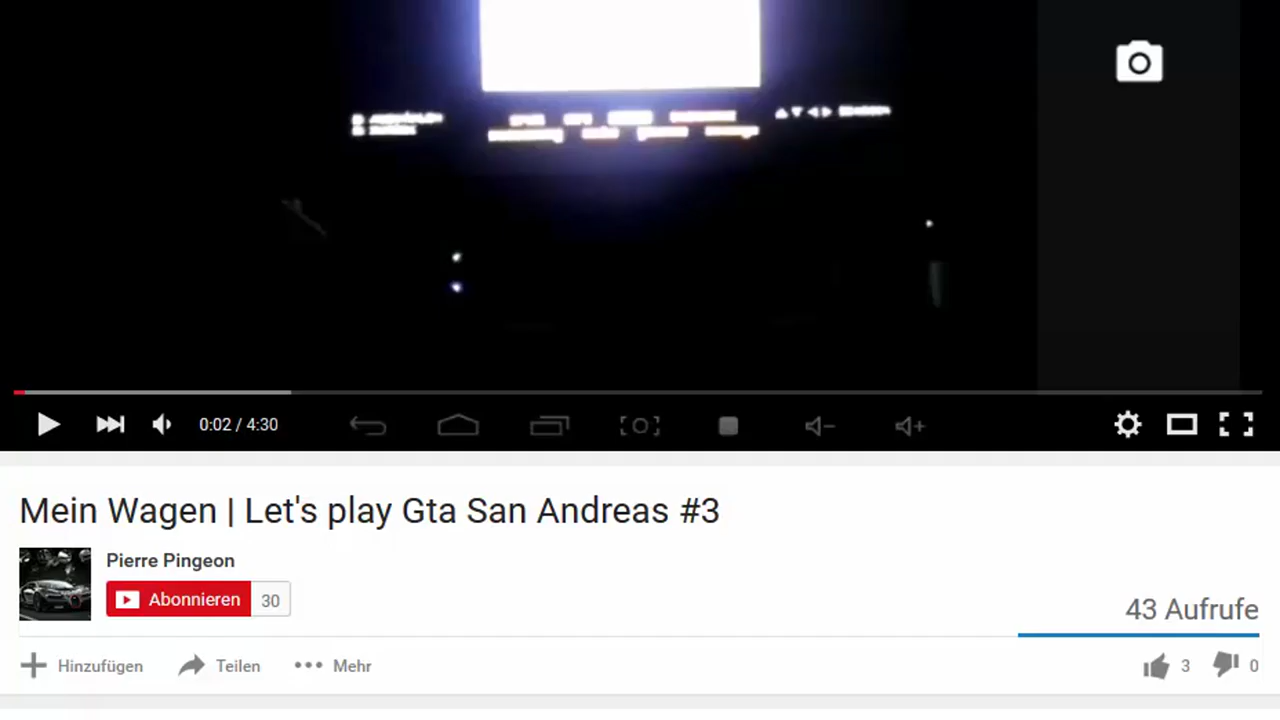 0:02 / 4:30
Mein Wagen | Let's play Gta San Andreas #3
Pierre Pingeon
Abonnieren 30
43 Aufrufe
Hinzufügen Teilen Mehr 3 0